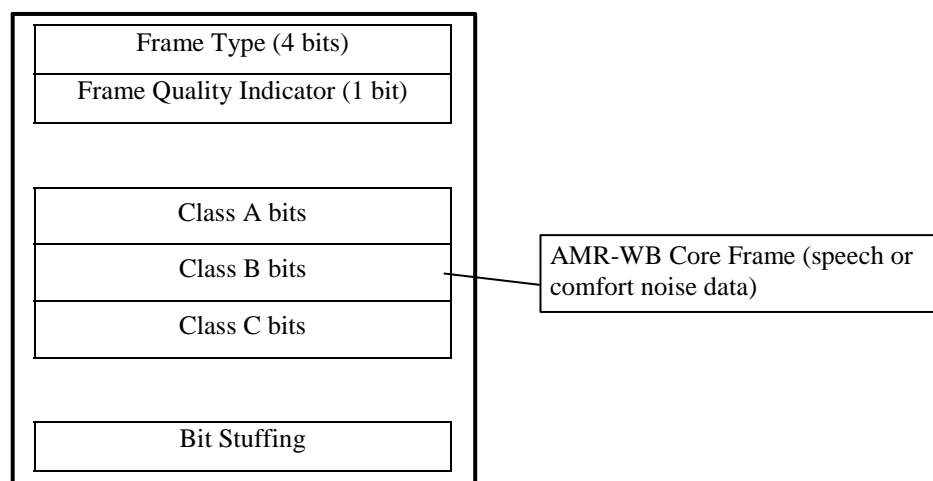 Frame Type (4 bits)
Frame Quality Indicator (1 bit)
Class A bits
Class B bits
Class C bits
AMR-WB Core Frame (speech or
comfort noise data)
Bit Stuffing